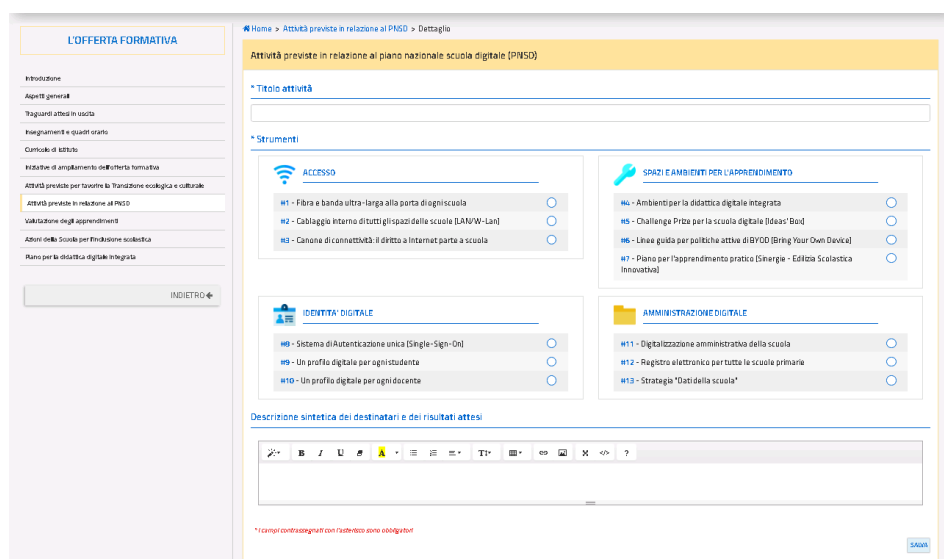 Home > Attività previste in relazione al PNSD > Dettaglio
L'OFFERTA FORMATIVA
Introduzione
Aspetti generali
Traguardi attesi in uscita
Insegnamenti e quadri orario
Curricolo di istituto
Iniziative di ampliamento dell'offerta formativa
Attività previste per favorire la Transizione ecologica e culturale
Attività previste in relazione al PNSD
Valutazione degli apprendimenti
Azioni della Scuola per l'inclusione scolastica
Piano per la didattica digitale integrata
INDIETRO
Attività previste in relazione al piano nazionale scuola digitale (PNSD)
* Titolo attività
* Strumenti
ACCESSO
#1 - Fibra e banda ultra-larga alla porta di ogni scuola
#2 - Cablaggio interno di tutti gli spazi delle scuole (LAN/W-Lan)
#3 - Canone di connettività: il diritto a Internet parte a scuola
SPAZI E AMBIENTI PER L'APPRENDIMENTO
#4 - Ambienti per la didattica digitale integrata
#5 - Challenge Prize per la scuola digitale (Ideas' Box)
#6 - Linee guida per politiche attive di BYOD (Bring Your Own Device)
#7 - Piano per l'apprendimento pratico (Sinergie - Edilizia Scolastica
Innovativa)
IDENTITA' DIGITALE
#8 - Sistema di Autenticazione unica (Single-Sign-On)
#9 - Un profilo digitale per ogni studente
#10 - Un profilo digitale per ogni docente
AMMINISTRAZIONE DIGITALE
#11 - Digitalizzazione amministrativa della scuola
#12 - Registro elettronico per tutte le scuole primarie
#13 - Strategia "Dati della scuola"
Descrizione sintetica dei destinatari e dei risultati attesi
B I U A TI </> ?
* I campi contrassegnati con l'asterisco sono obbligatori
SALVA